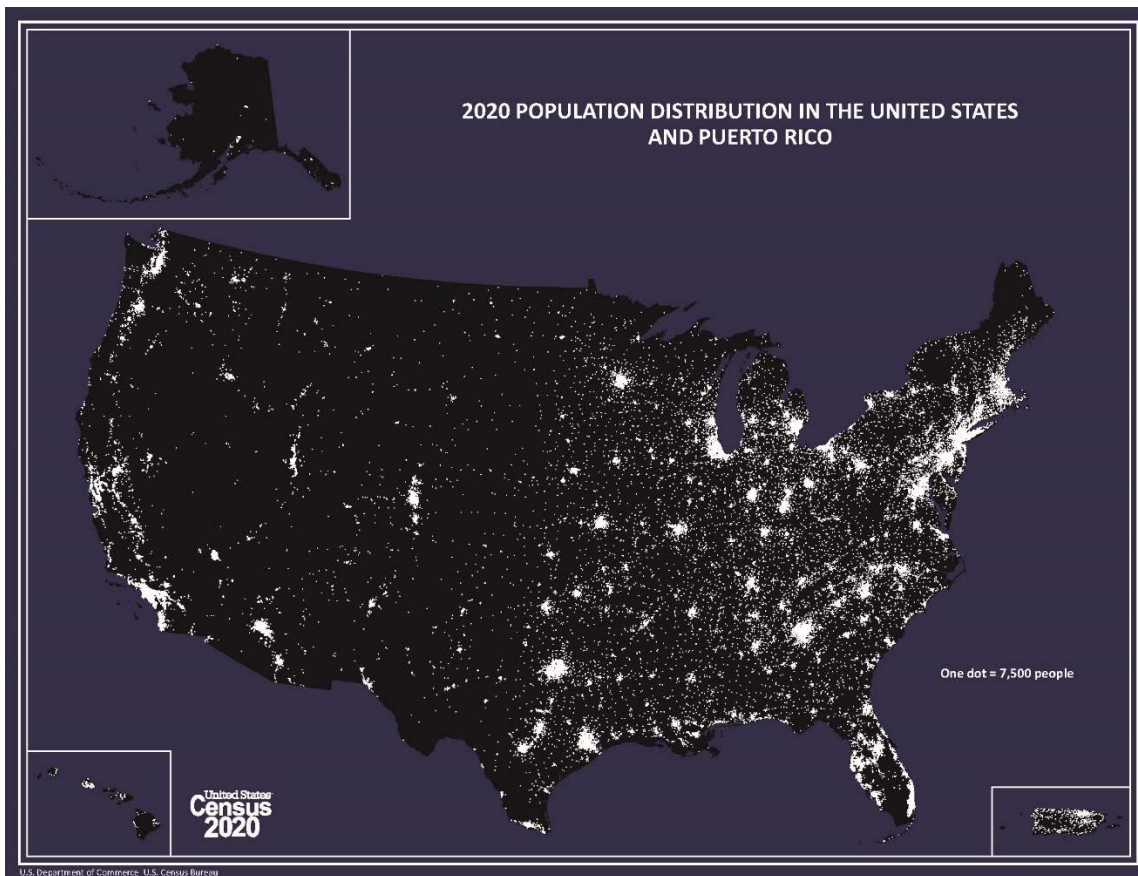 2020 POPULATION DISTRIBUTION IN THE UNITED STATES
AND PUERTO RICO
One dot = 7,500 people
United States
Census
2020
U.S. Department of Commerce U.S. Census Bureau